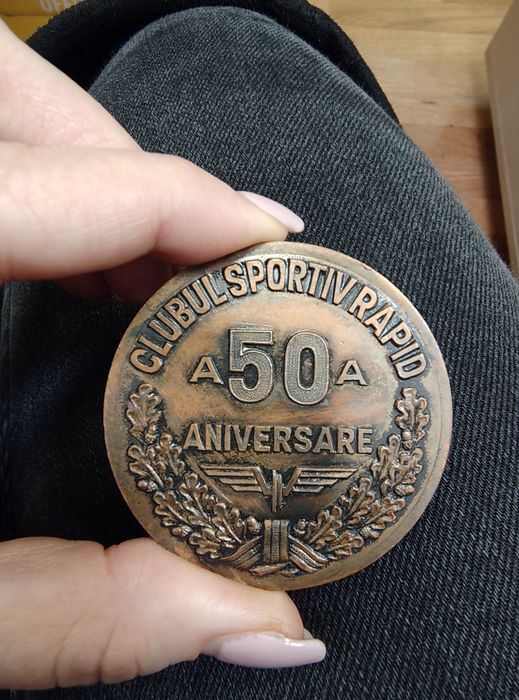 CLUBUL SPORTIV RAPID
A 50 A
ANIVERSARE